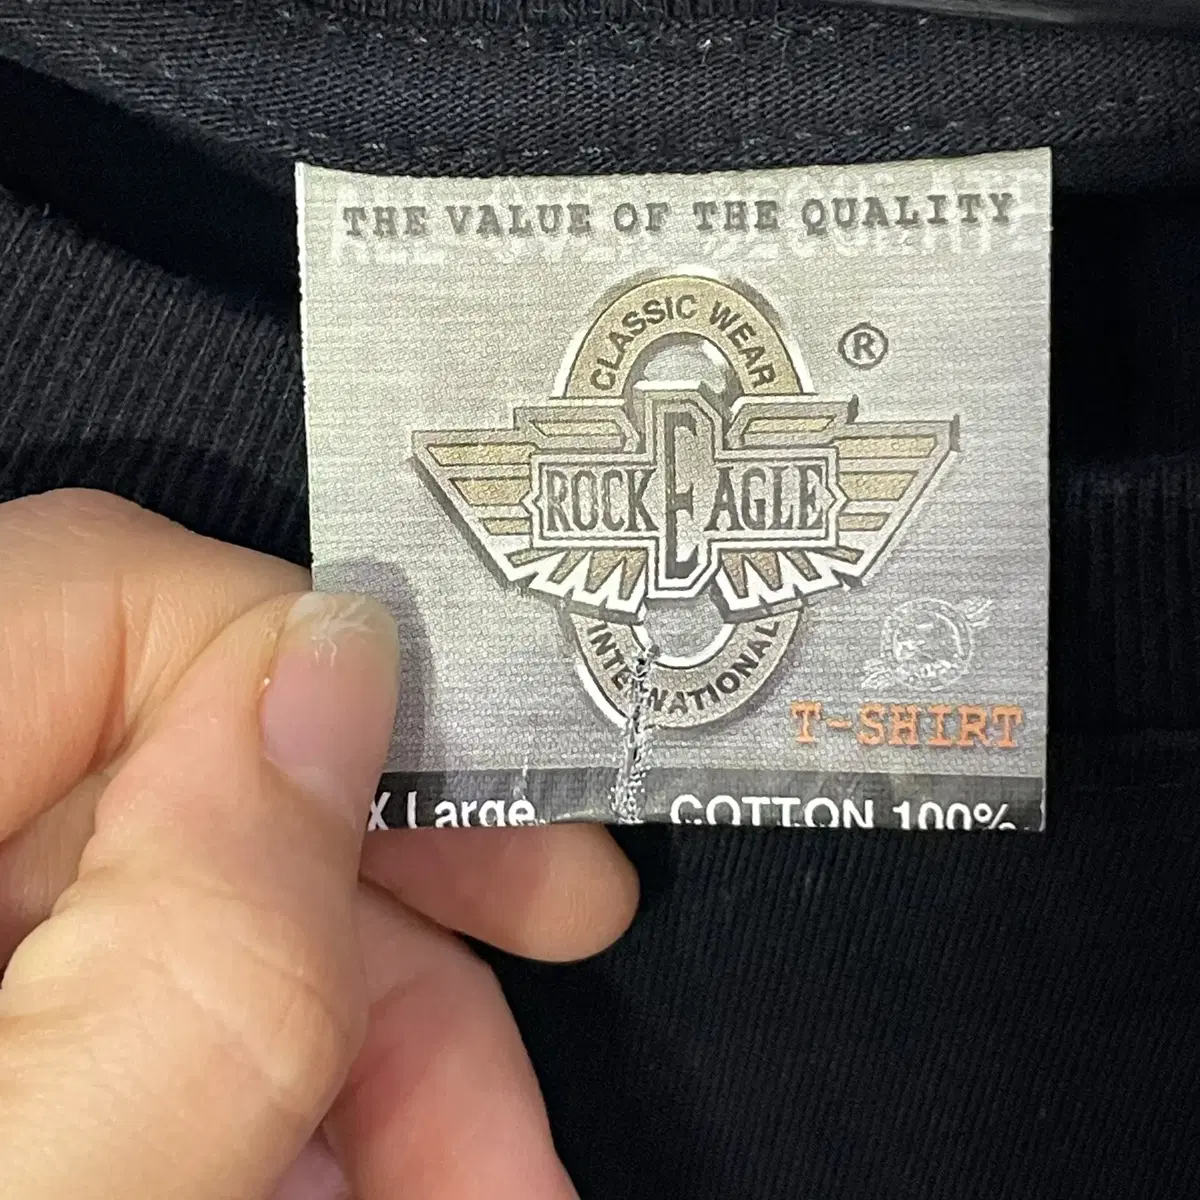 THE VALUE OF THE QUALITY
CLASSIC WEAR
®
ROCK EAGLE
INTERNATIONAL
T-SHIRT
X Large COTTON 100%